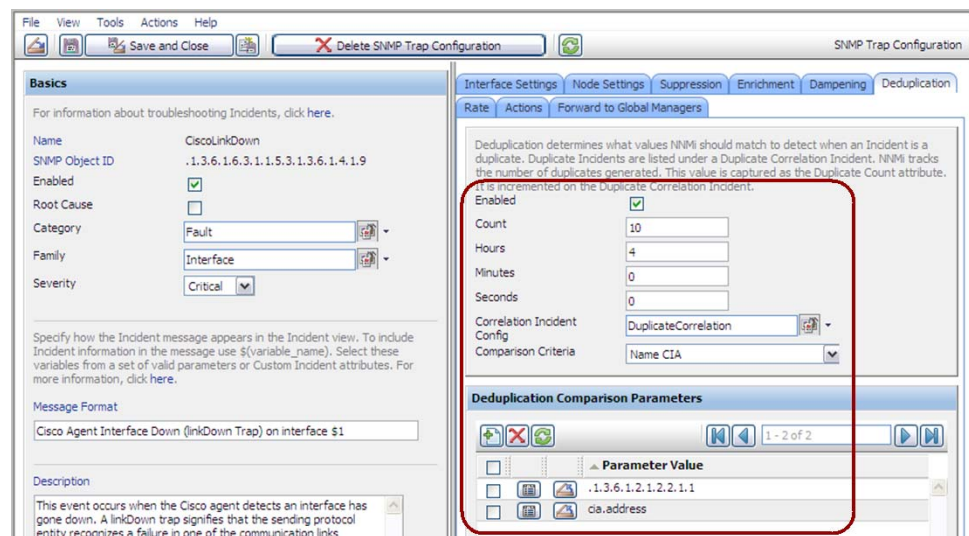 File View Tools Actions Help
Save and Close
Delete SNMP Trap Configuration
SNMP Trap Configuration
Basics
For information about troubleshooting Incidents, click here.
Name CiscoLinkDown
SNMP Object ID .1.3.6.1.6.3.1.1.5.3.1.3.6.1.4.1.9
Enabled
Root Cause
Category Fault
Family Interface
Severity Critical
Specify how the Incident message appears in the Incident view. To include
Incident information in the message use $(variable_name). Select these
variables from a set of valid parameters or Custom Incident attributes. For
more information, click here.
Message Format
Cisco Agent Interface Down (linkDown Trap) on interface $1
Description
This event occurs when the Cisco agent detects an interface has
gone down. A linkDown trap signifies that the sending protocol
entity recognizes a failure in one of the communication links
Interface Settings Node Settings Suppression Enrichment Dampening Deduplication
Rate Actions Forward to Global Managers
Deduplication determines what values NNMi should match to detect when an Incident is a
duplicate. Duplicate Incidents are listed under a Duplicate Correlation Incident. NNMi tracks
the number of duplicates generated. This value is captured as the Duplicate Count attribute.
It is incremented on the Duplicate Correlation Incident.
Enabled
Count 10
Hours 4
Minutes 0
Seconds 0
Correlation Incident
Config
DuplicateCorrelation
Comparison Criteria Name CIA
Deduplication Comparison Parameters
1 - 2 of 2
Parameter Value
.1.3.6.1.2.1.2.2.1.1
cia.address